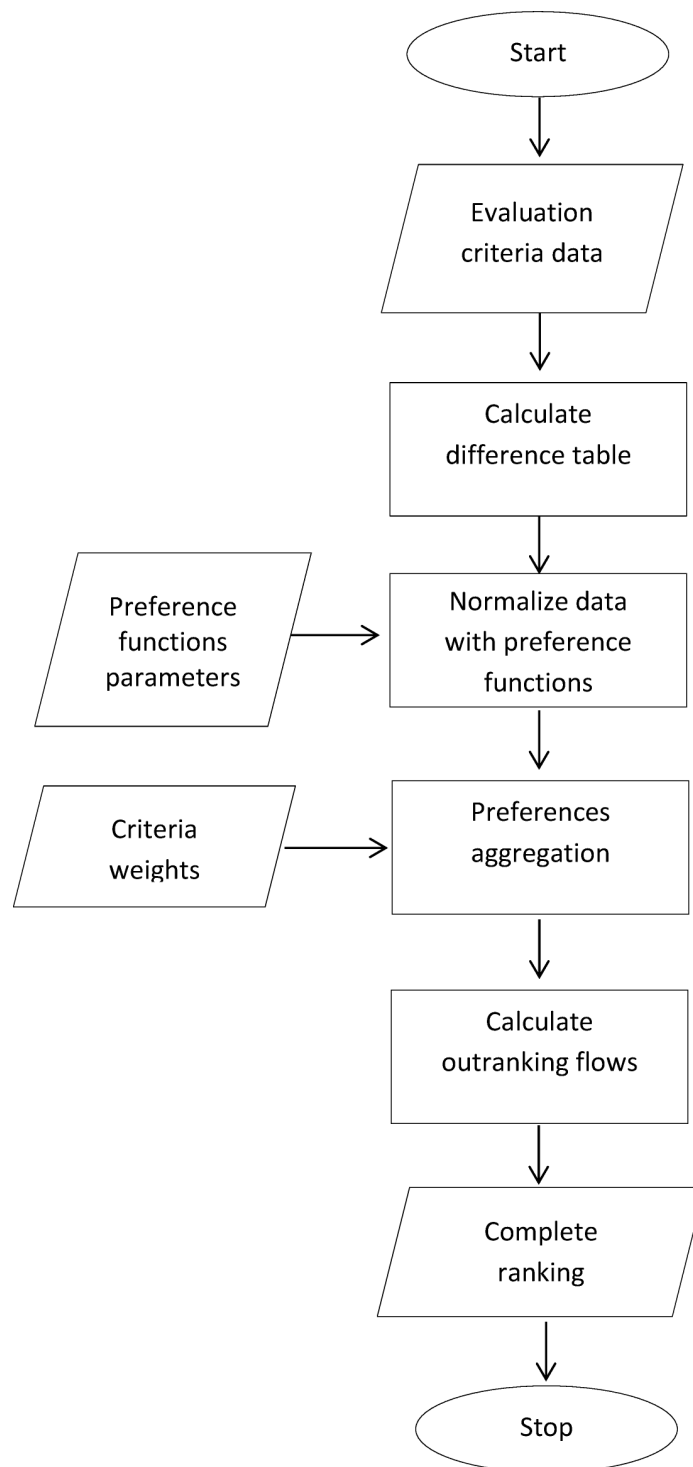 Start
Evaluation
criteria data
Calculate
difference table
Preference
functions
parameters
Normalize data
with preference
functions
Criteria
weights
Preferences
aggregation
Calculate
outranking flows
Complete
ranking
Stop